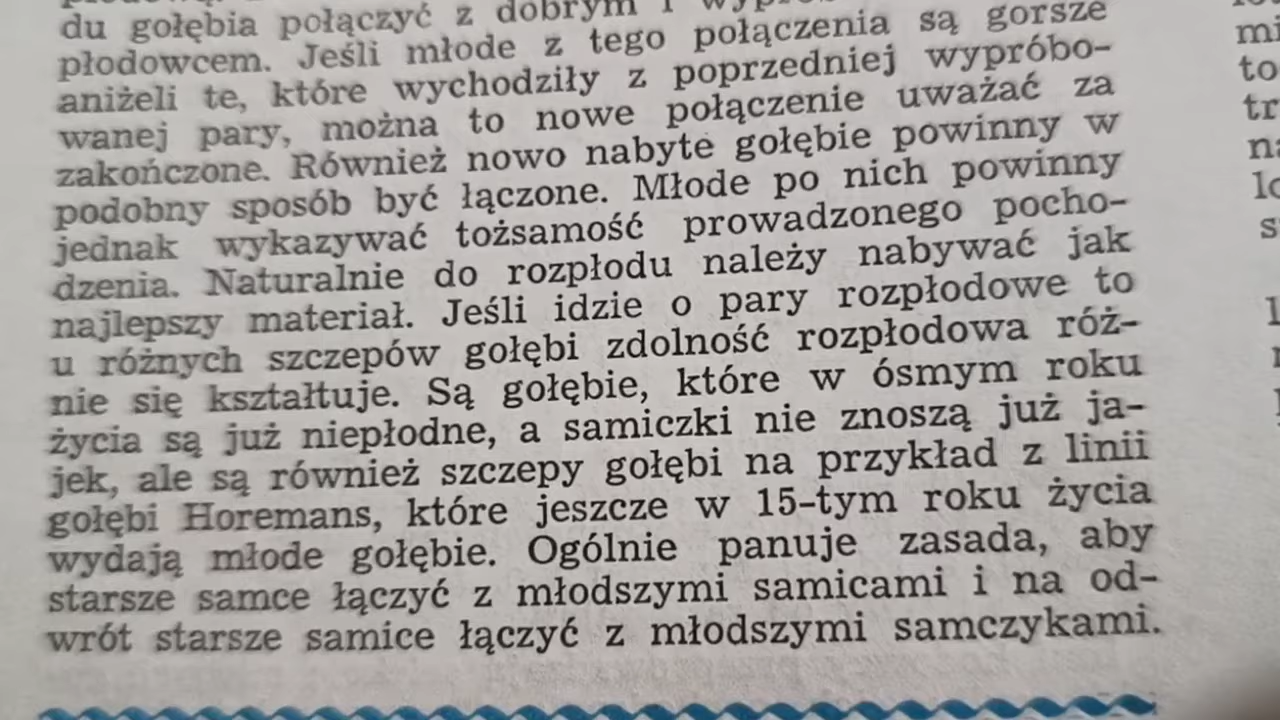 du gołębia połączyć z dobrym i
płodowcem. Jeśli młode z tego połączenia są gorsze
aniżeli te, które wychodziły z poprzedniej wypróbo-
wanej pary, można to nowe połączenie uważać za
zakończone. Również nowo nabyte gołębie powinny w
podobny sposób być łączone. Młode po nich powinny
jednak wykazywać tożsamość prowadzonego pocho-
dzenia. Naturalnie do rozpłodu należy nabywać jak
najlepszy materiał. Jeśli idzie o pary rozpłodowe to
u różnych szczepów gołębi zdolność rozpłodowa róż-
nie się kształtuje. Są gołębie, które w ósmym roku
życia są już niepłodne, a samiczki nie znoszą już ja-
jek, ale są również szczepy gołębi na przykład z linii
gołębi Horemans, które jeszcze w 15-tym roku życia
wydają młode gołębie. Ogólnie panuje zasada, aby
starsze samce łączyć z młodszymi samicami i na od-
wrót starsze samice łączyć z młodszymi samczykami.